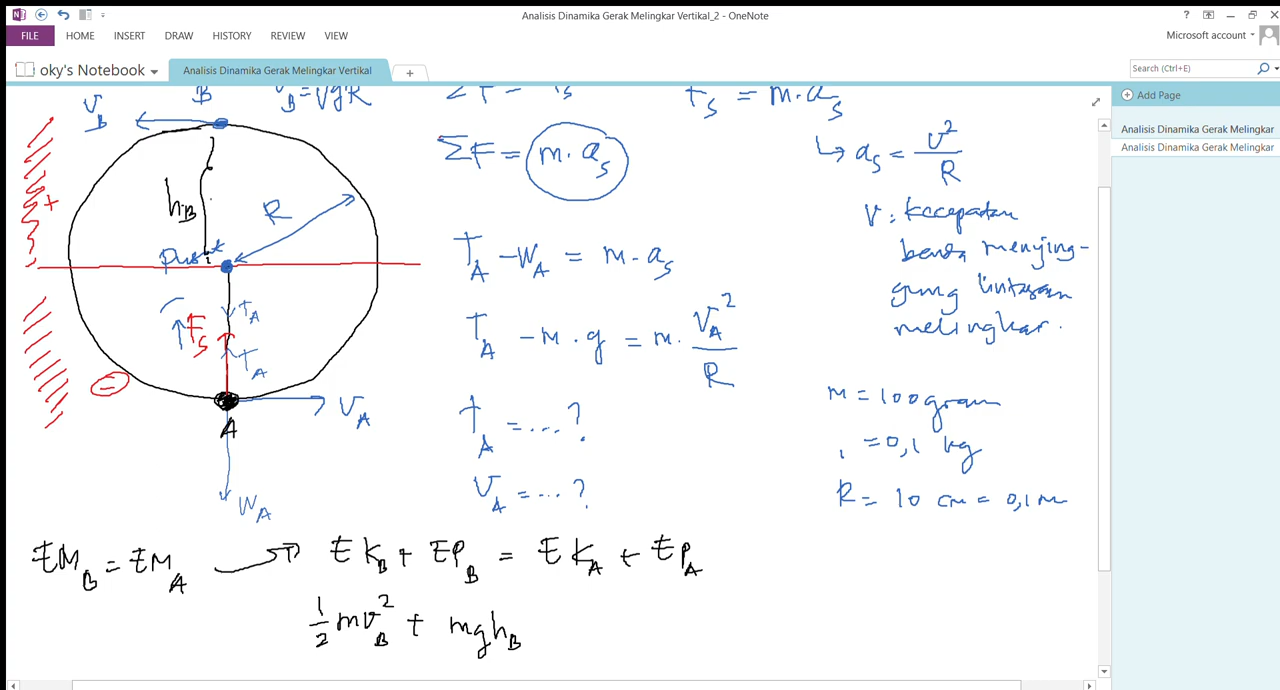 Analisis Dinamika Gerak Melingkar Vertikal_2 - OneNote
FILE HOME INSERT DRAW HISTORY REVIEW VIEW
Microsoft account
oky's Notebook
Analisis Dinamika Gerak Melingkar Vertikal
+
Search (Ctrl+E)
Add Page
Analisis Dinamika Gerak Melingkar
Analisis Dinamika Gerak Melingkar
V_B
B
V_B = √gR
F_s = m·a_s
ΣF = m·a_s
↳ a_s = V²/R
h_B
R
+
pusat
T_A
F_s
T_A
−
A
V_A
W_A
T_A − W_A = m·a_s
T_A − m·g = m·V_A²/R
T_A = ...?
V_A = ...?
V : kecepatan
benda menying-
gung lintasan
melingkar.
m = 100 gram
= 0,1 kg
R = 10 cm = 0,1 m
EM_B = EM_A → EK_B + EP_B = EK_A + EP_A
½mv_B² + mgh_B